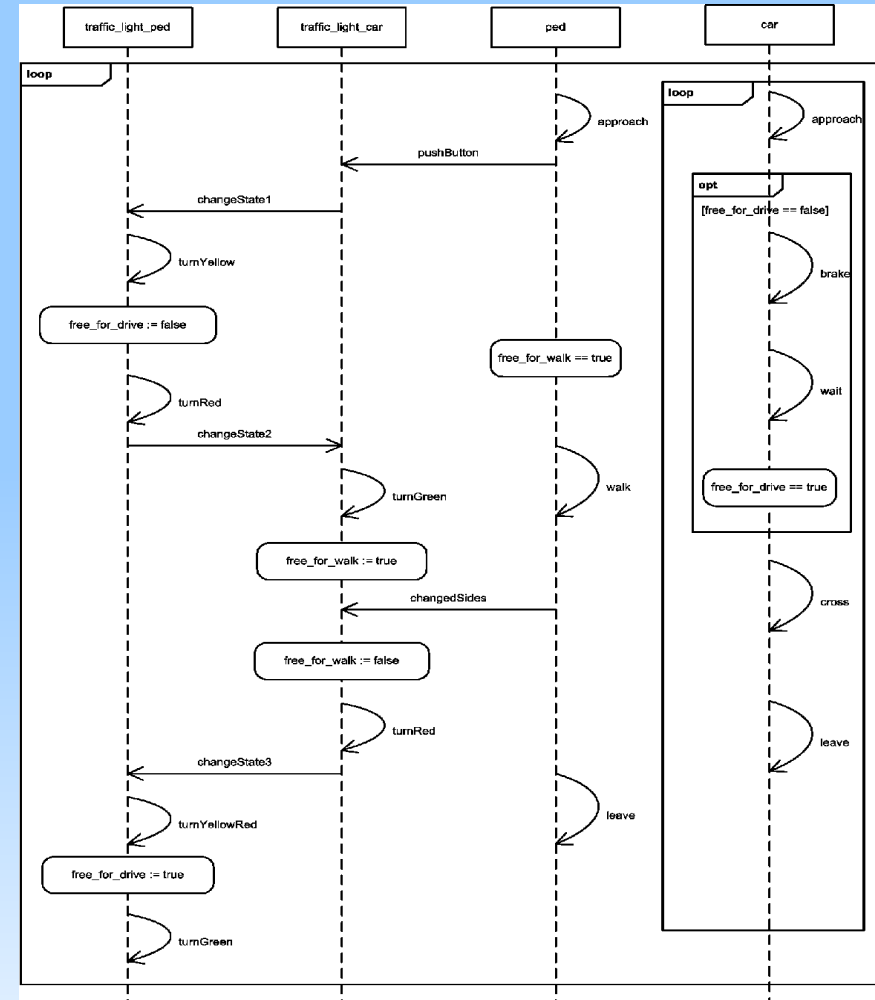 traffic_light_ped
traffic_light_car
ped
car
loop
loop
approach
approach
pushButton
opt
changeState1
[free_for_drive == false]
turnYellow
brake
free_for_drive := false
free_for_walk == true
wait
turnRed
changeState2
walk
free_for_drive == true
turnGreen
free_for_walk := true
changedSides
cross
free_for_walk := false
turnRed
leave
changeState3
leave
turnYellowRed
free_for_drive := true
turnGreen